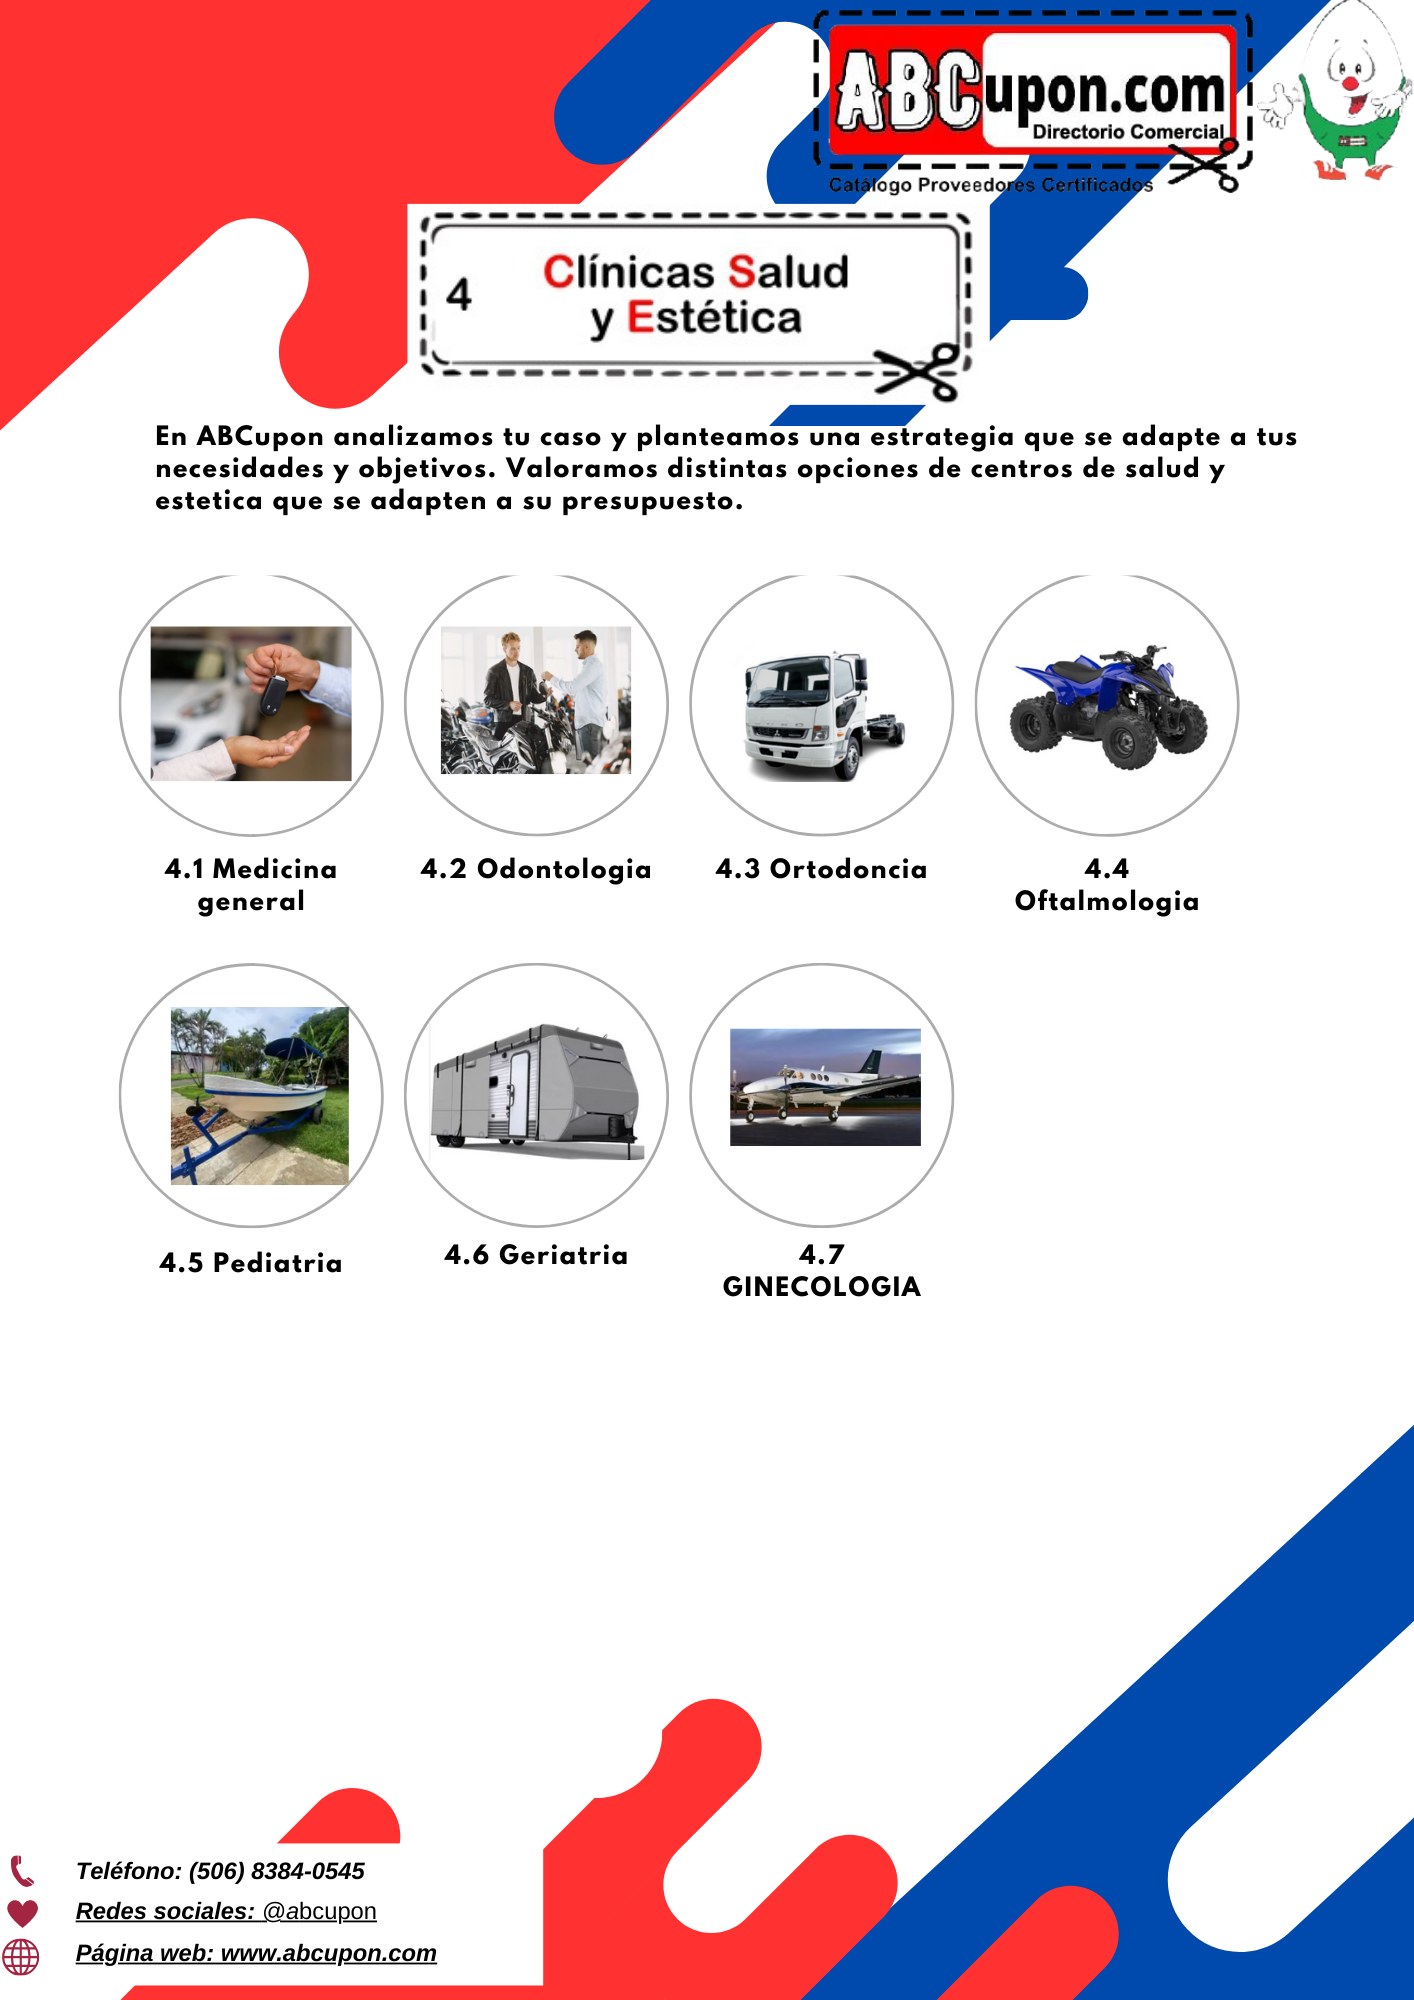 ABCupon.com
Directorio Comercial
Catálogo Proveedores Certificados
4
Clínicas Salud
y Estética
En ABCupon analizamos tu caso y planteamos una estrategia que se adapte a tus
necesidades y objetivos. Valoramos distintas opciones de centros de salud y
estetica que se adapten a su presupuesto.
4.1 Medicina
general
4.2 Odontologia
4.3 Ortodoncia
4.4
Oftalmologia
4.5 Pediatria
4.6 Geriatria
4.7
GINECOLOGIA
Teléfono: (506) 8384-0545
Redes sociales: @abcupon
Página web: www.abcupon.com